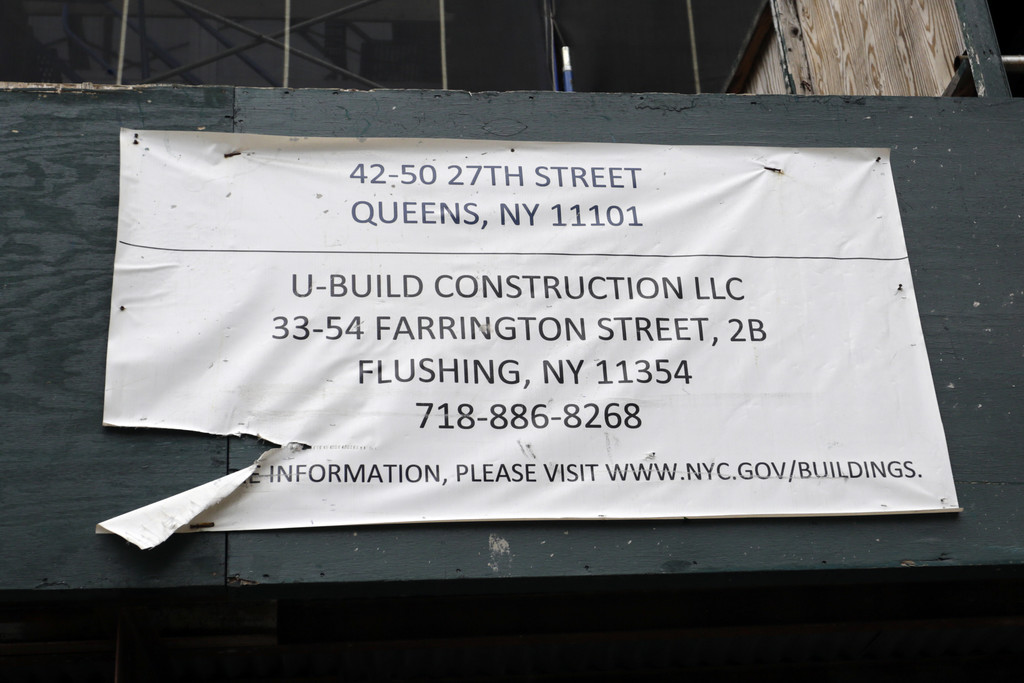 42-50 27TH STREET
QUEENS, NY 11101
U-BUILD CONSTRUCTION LLC
33-54 FARRINGTON STREET, 2B
FLUSHING, NY 11354
718-886-8268
E INFORMATION, PLEASE VISIT WWW.NYC.GOV/BUILDINGS.